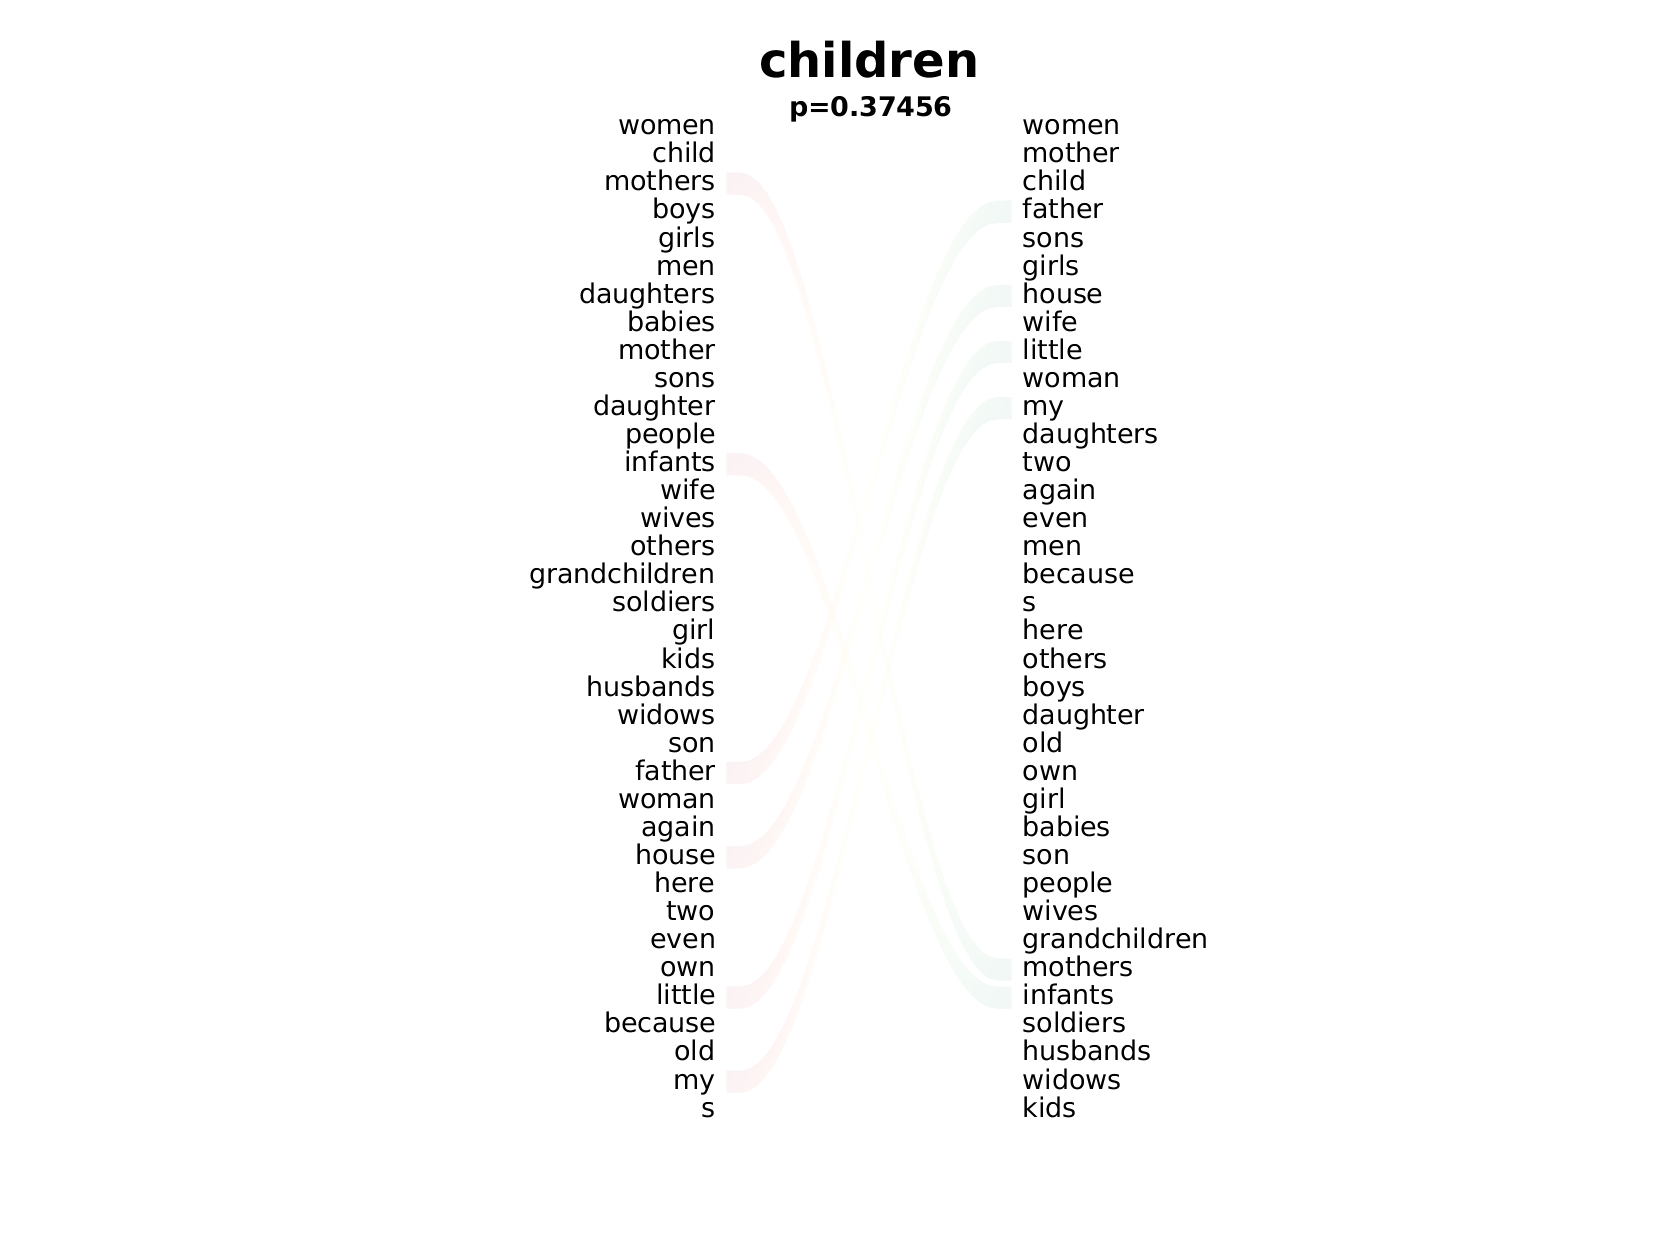 children
p=0.37456
women women
child mother
mothers child
boys father
girls sons
men girls
daughters house
babies wife
mother little
sons woman
daughter my
people daughters
infants two
wife again
wives even
others men
grandchildren because
soldiers s
girl here
kids others
husbands boys
widows daughter
son old
father own
woman girl
again babies
house son
here people
two wives
even grandchildren
own mothers
little infants
because soldiers
old husbands
my widows
s kids